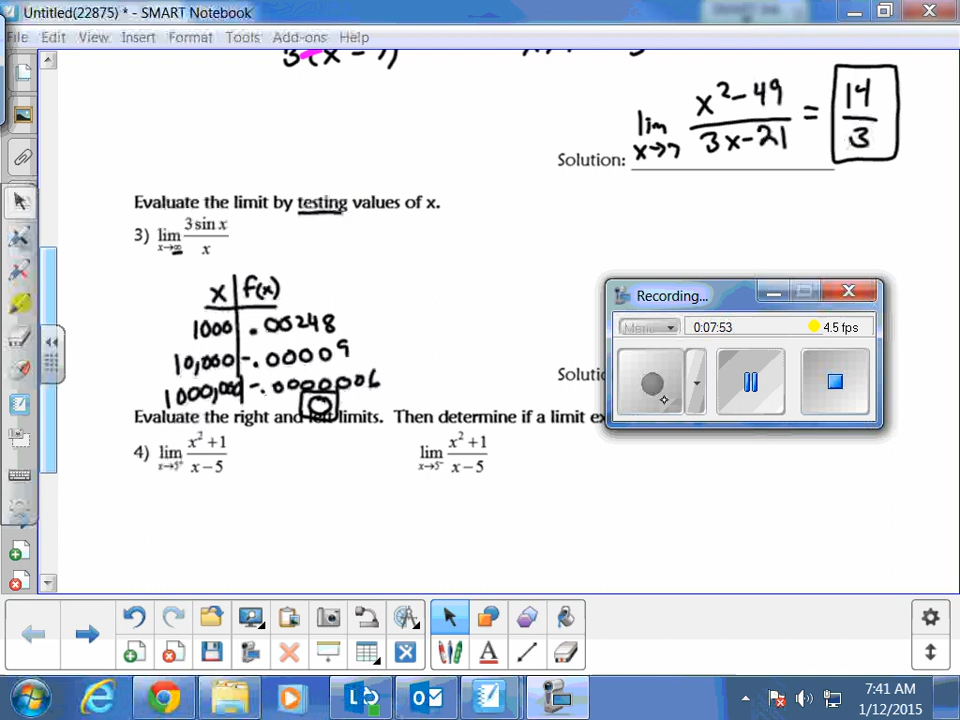 Untitled(22875) * - SMART Notebook
File Edit View Insert Format Tools Add-ons Help
lim x→7 x²-49 / 3x-21 = 14/3
Solution:
Evaluate the limit by testing values of x.
3) lim x→∞ 3 sin x / x
x f(x)
1000 .00248
10,000 -.00009
1000,000 -.0000006
0
Recording...
Menu 0:07:53 4.5 fps
Solutio
Evaluate the right and left limits. Then determine if a limit ex
4) lim x→5⁺ x² +1 / x – 5 lim x→5⁻ x² +1 / x – 5
7:41 AM
1/12/2015